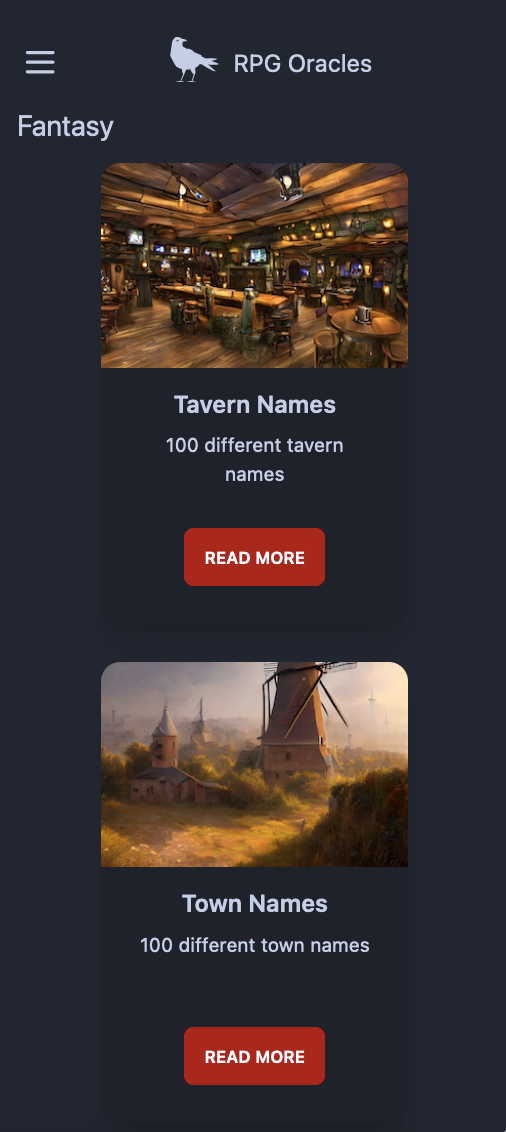 RPG Oracles
Fantasy
Tavern Names
100 different tavern
names
READ MORE
Town Names
100 different town names
READ MORE